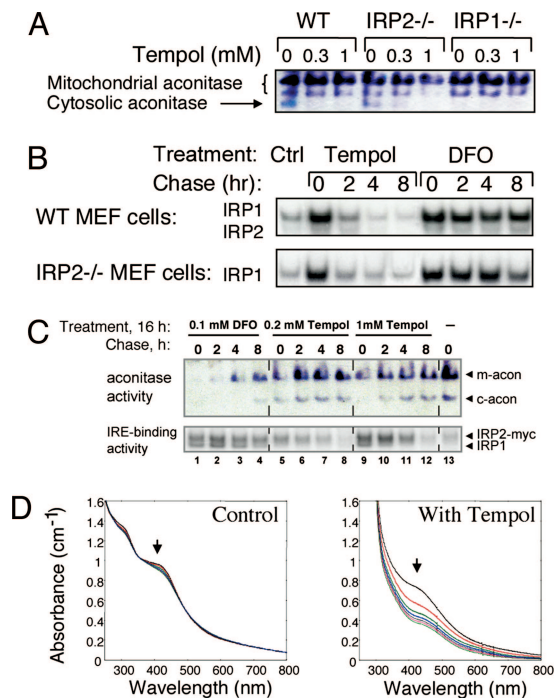 A
WT IRP2-/- IRP1-/-
Tempol (mM) 0 0.3 1 0 0.3 1 0 0.3 1
Mitochondrial aconitase {
Cytosolic aconitase
B
Treatment: Ctrl Tempol DFO
Chase (hr): 0 2 4 8 0 2 4 8
WT MEF cells: IRP1
IRP2
IRP2-/- MEF cells: IRP1
C
Treatment, 16 h: 0.1 mM DFO 0.2 mM Tempol 1mM Tempol –
Chase, h: 0 2 4 8 0 2 4 8 0 2 4 8 0
aconitase
activity
m-acon
c-acon
IRE-binding
activity
IRP2-myc
IRP1
1 2 3 4 5 6 7 8 9 10 11 12 13
D
Control
With Tempol
Absorbance (cm-1)
1.6
1.4
1.2
1
0.8
0.6
0.4
0.2
0
300 400 500 600 700 800
Wavelength (nm)
1.6
1.4
1.2
1
0.8
0.6
0.4
0.2
0
300 400 500 600 700 800
Wavelength (nm)